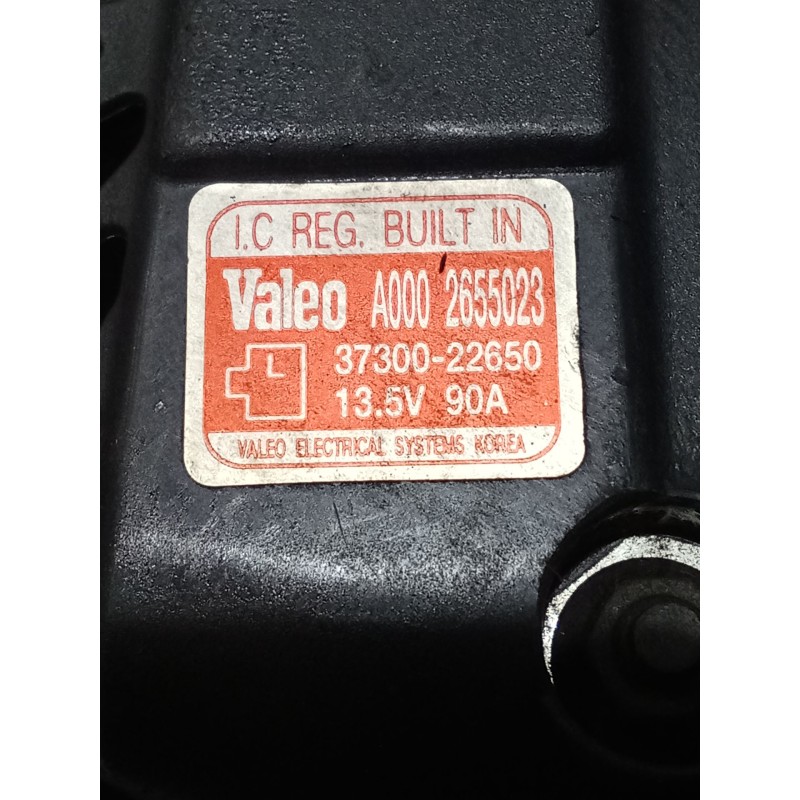 I.C REG. BUILT IN
Valeo A000 2655023
L 37300-22650
13.5V 90A
VALEO ELECTRICAL SYSTEMS KOREA